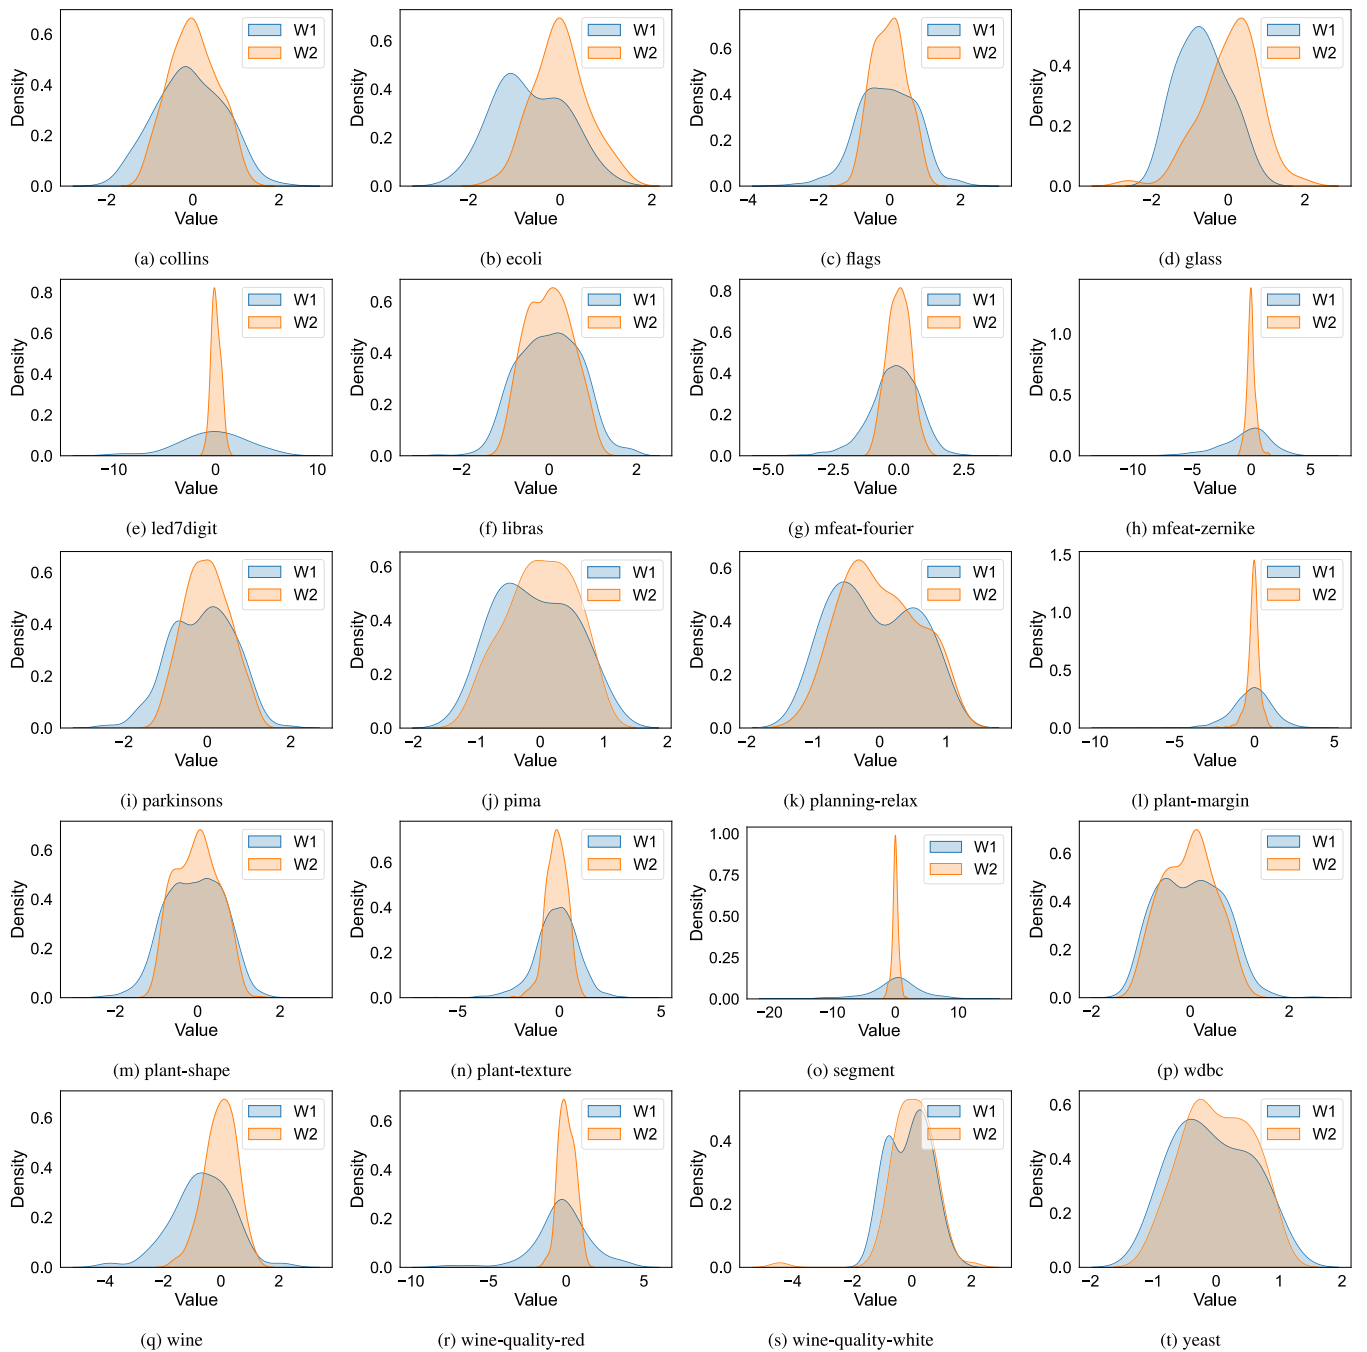 W1
W2
Density
0.6
0.4
0.2
0.0
−2
0
2
Value
(a) collins
W1
W2
Density
0.6
0.4
0.2
0.0
−2
−1
0
1
2
Value
(b) ecoli
W1
W2
Density
0.6
0.4
0.2
0.0
−4
−2
0
2
Value
(c) flags
W1
W2
Density
0.4
0.2
0.0
−2
0
2
Value
(d) glass
W1
W2
Density
0.8
0.6
0.4
0.2
0.0
−10
0
10
Value
(e) led7digit
W1
W2
Density
0.6
0.4
0.2
0.0
−2
0
2
Value
(f) libras
W1
W2
Density
0.8
0.6
0.4
0.2
0.0
−5.0
−2.5
0.0
2.5
Value
(g) mfeat-fourier
W1
W2
Density
1.0
0.5
0.0
−10
−5
0
5
Value
(h) mfeat-zernike
W1
W2
Density
0.6
0.4
0.2
0.0
−2
0
2
Value
(i) parkinsons
W1
W2
Density
0.6
0.4
0.2
0.0
−2
−1
0
1
2
Value
(j) pima
W1
W2
Density
0.6
0.4
0.2
0.0
−2
−1
0
1
Value
(k) planning-relax
W1
W2
Density
1.5
1.0
0.5
0.0
−10
−5
0
5
Value
(l) plant-margin
W1
W2
Density
0.6
0.4
0.2
0.0
−2
0
2
Value
(m) plant-shape
W1
W2
Density
0.6
0.4
0.2
0.0
−5
0
5
Value
(n) plant-texture
W1
W2
Density
1.00
0.75
0.50
0.25
0.00
−20
−10
0
10
Value
(o) segment
W1
W2
Density
0.6
0.4
0.2
0.0
−2
0
2
Value
(p) wdbc
W1
W2
Density
0.6
0.4
0.2
0.0
−4
−2
0
2
Value
(q) wine
W1
W2
Density
0.6
0.4
0.2
0.0
−10
−5
0
5
Value
(r) wine-quality-red
W1
W2
Density
0.4
0.2
0.0
−4
−2
0
2
Value
(s) wine-quality-white
W1
W2
Density
0.6
0.4
0.2
0.0
−2
−1
0
1
2
Value
(t) yeast